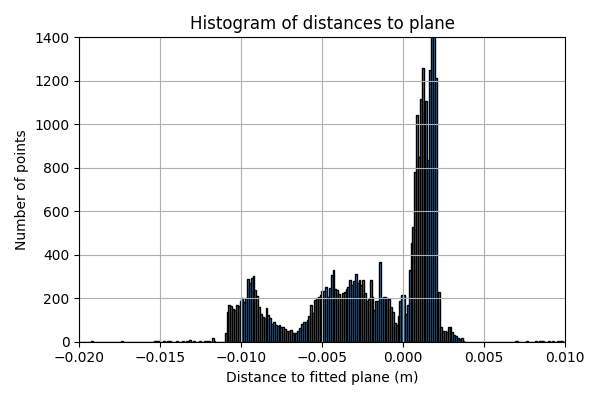 Histogram of distances to plane
1400
1200
1000
800
600
400
200
0
Number of points
−0.020 −0.015 −0.010 −0.005 0.000 0.005 0.010
Distance to fitted plane (m)